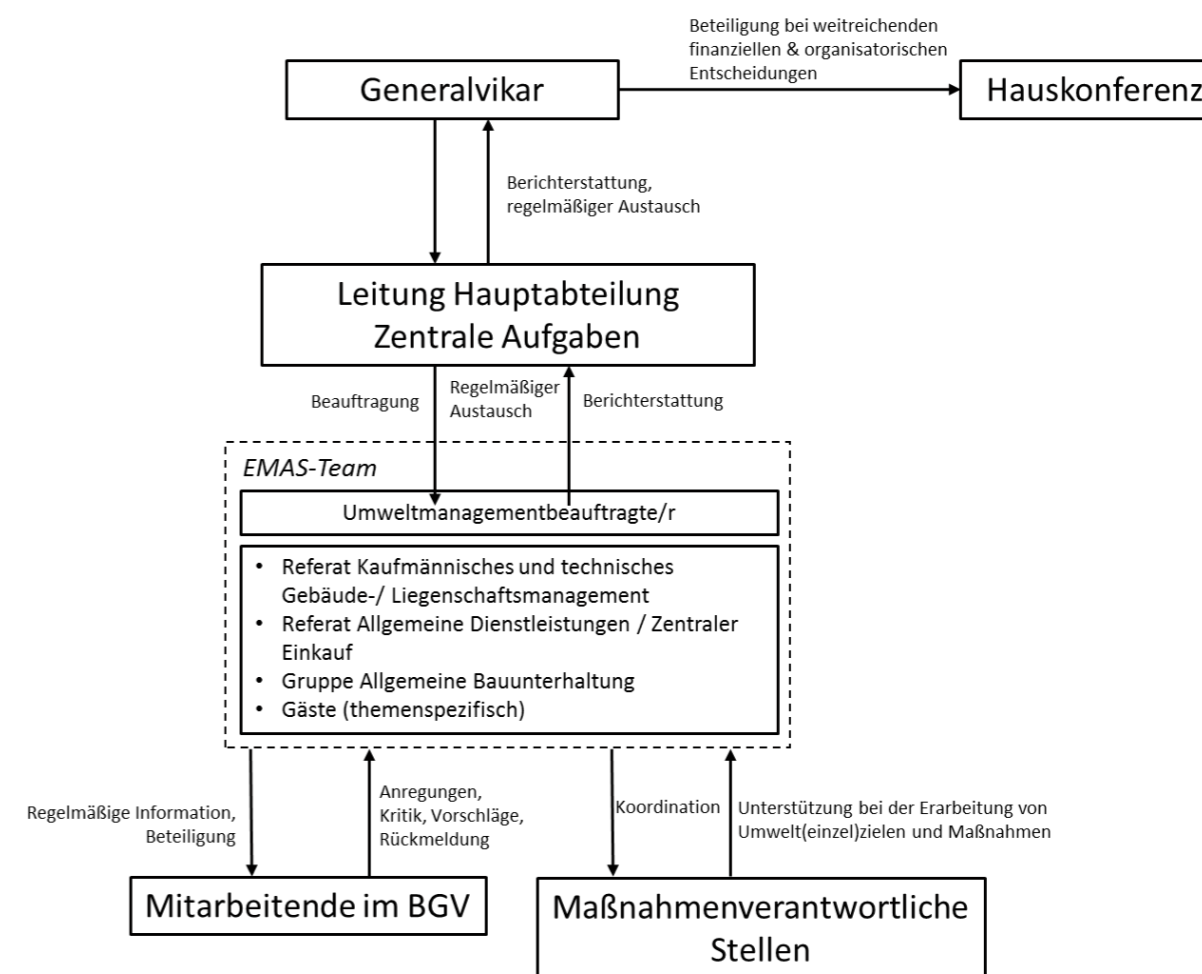 Beteiligung bei weitreichenden
finanziellen & organisatorischen
Entscheidungen
Generalvikar
Hauskonferenz
Berichterstattung,
regelmäßiger Austausch
Leitung Hauptabteilung
Zentrale Aufgaben
Beauftragung
Regelmäßiger
Austausch
Berichterstattung
EMAS-Team
Umweltmanagementbeauftragte/r
• Referat Kaufmännisches und technisches
Gebäude-/ Liegenschaftsmanagement
• Referat Allgemeine Dienstleistungen / Zentraler
Einkauf
• Gruppe Allgemeine Bauunterhaltung
• Gäste (themenspezifisch)
Regelmäßige Information,
Beteiligung
Anregungen,
Kritik, Vorschläge,
Rückmeldung
Koordination
Unterstützung bei der Erarbeitung von
Umwelt(einzel)zielen und Maßnahmen
Mitarbeitende im BGV
Maßnahmenverantwortliche
Stellen